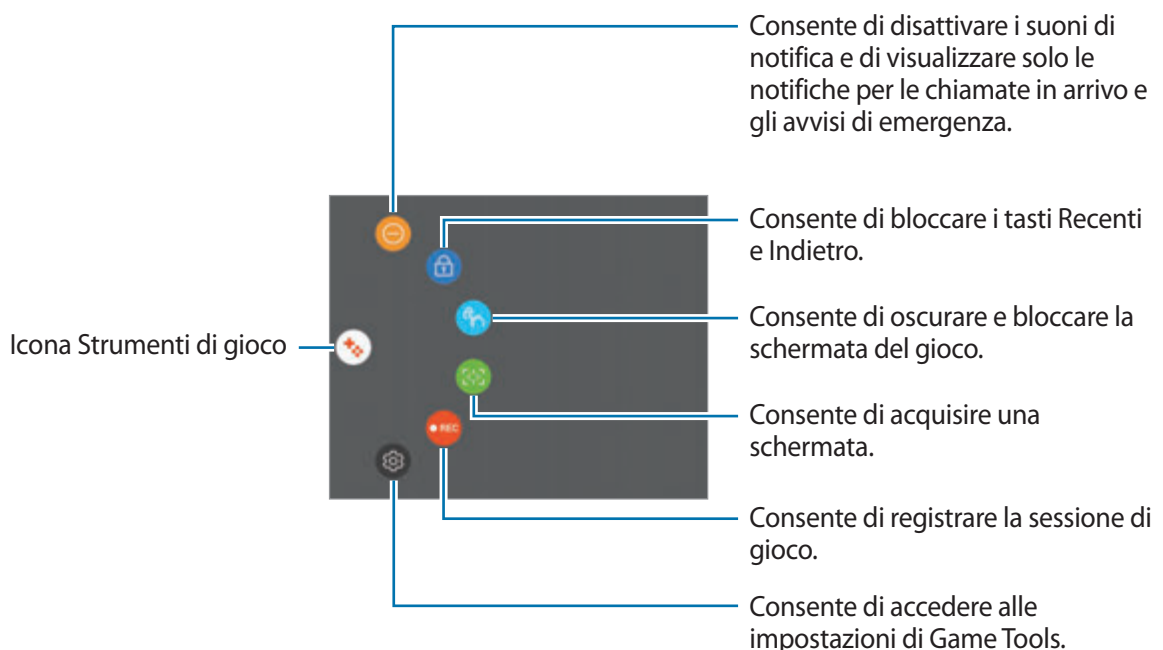 Consente di disattivare i suoni di
notifica e di visualizzare solo le
notifiche per le chiamate in arrivo e
gli avvisi di emergenza.
Consente di bloccare i tasti Recenti
e Indietro.
Consente di oscurare e bloccare la
schermata del gioco.
Icona Strumenti di gioco
Consente di acquisire una
schermata.
REC
Consente di registrare la sessione di
gioco.
Consente di accedere alle
impostazioni di Game Tools.